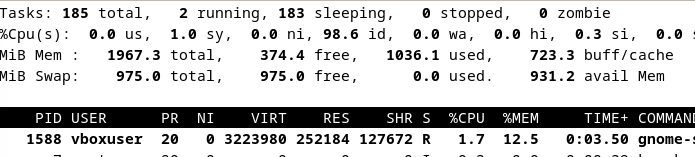 Tasks: 185 total,   2 running, 183 sleeping,   0 stopped,   0 zombie
%Cpu(s):  0.0 us,  1.0 sy,  0.0 ni, 98.6 id,  0.0 wa,  0.0 hi,  0.3 si,  0.0 s
MiB Mem :   1967.3 total,    374.4 free,   1036.1 used.    723.3 buff/cache
MiB Swap:    975.0 total,    975.0 free,      0.0 used.    931.2 avail Mem
PID USER      PR  NI    VIRT    RES    SHR S  %CPU  %MEM     TIME+ COMMAND
1588 vboxuser  20   0 3223980 252184 127672 R   1.7  12.5   0:03.50 gnome-s